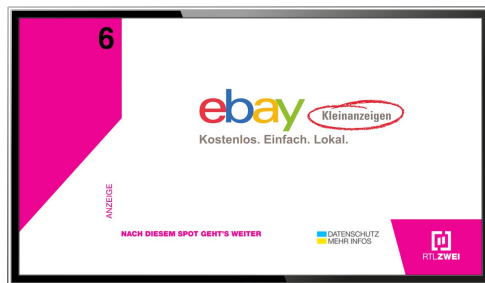 6
ebay Kleinanzeigen
Kostenlos. Einfach. Lokal.
ANZEIGE
NACH DIESEM SPOT GEHT'S WEITER
DATENSCHUTZ
MEHR INFOS
RTLZWEI